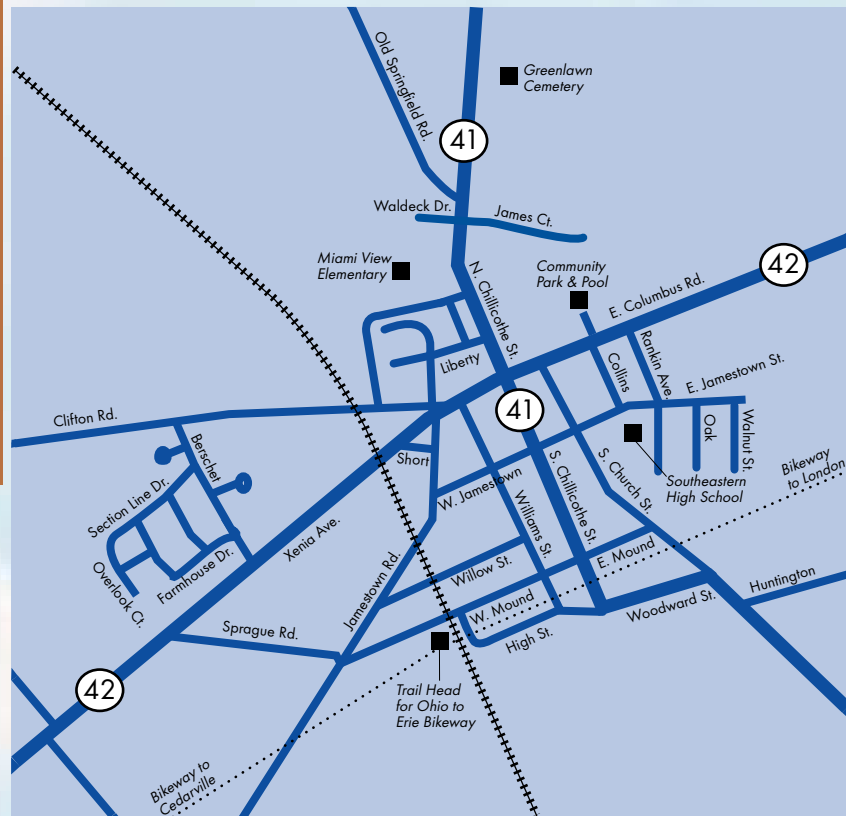 Old Springfield Rd.
Greenlawn
Cemetery
41
Waldeck Dr.
James Ct.
Miami View
Elementary
N. Chillicothe St.
Community
Park & Pool
E. Columbus Rd.
42
Liberty
Collins
Rankin Ave.
E. Jamestown St.
Clifton Rd.
41
Berschet
Short
Oak
Walnut St.
Bikeway
to London
Section Line Dr.
W. Jamestown
S. Chillicothe St.
S. Church St.
Southeastern
High School
Xenia Ave.
Williams St.
Overlook Ct.
Farmhouse Dr.
Jamestown Rd.
Willow St.
E. Mound
Huntington
W. Mound
Woodward St.
Sprague Rd.
High St.
42
Trail Head
for Ohio to
Erie Bikeway
Bikeway to
Cedarville